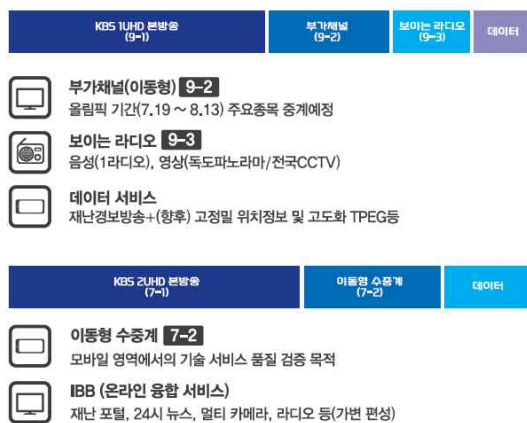 KBS 1UHD 본방송
(9-1)
부가채널
(9-2)
보이는 라디오
(9-3)
데이터
부가채널(이동형) 9-2
올림픽 기간(7.19 ~ 8.13) 주요종목 중계예정
보이는 라디오 9-3
음성(1라디오), 영상(독도파노라마/전국CCTV)
데이터 서비스
재난경보방송+(향후) 고정밀 위치정보 및 고도화 TPEG등
KBS 2UHD 본방송
(7-1)
이동형 수중계
(7-2)
데이터
이동형 수중계 7-2
모바일 영역에서의 기술 서비스 품질 검증 목적
IBB (온라인 융합 서비스)
재난 포털, 24시 뉴스, 멀티 카메라, 라디오 등(가변 편성)